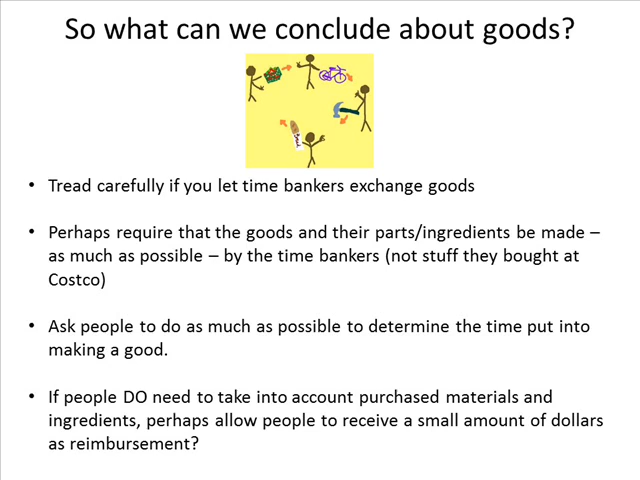 So what can we conclude about goods?
• Tread carefully if you let time bankers exchange goods
• Perhaps require that the goods and their parts/ingredients be made –
as much as possible – by the time bankers (not stuff they bought at
Costco)
• Ask people to do as much as possible to determine the time put into
making a good.
• If people DO need to take into account purchased materials and
ingredients, perhaps allow people to receive a small amount of dollars
as reimbursement?